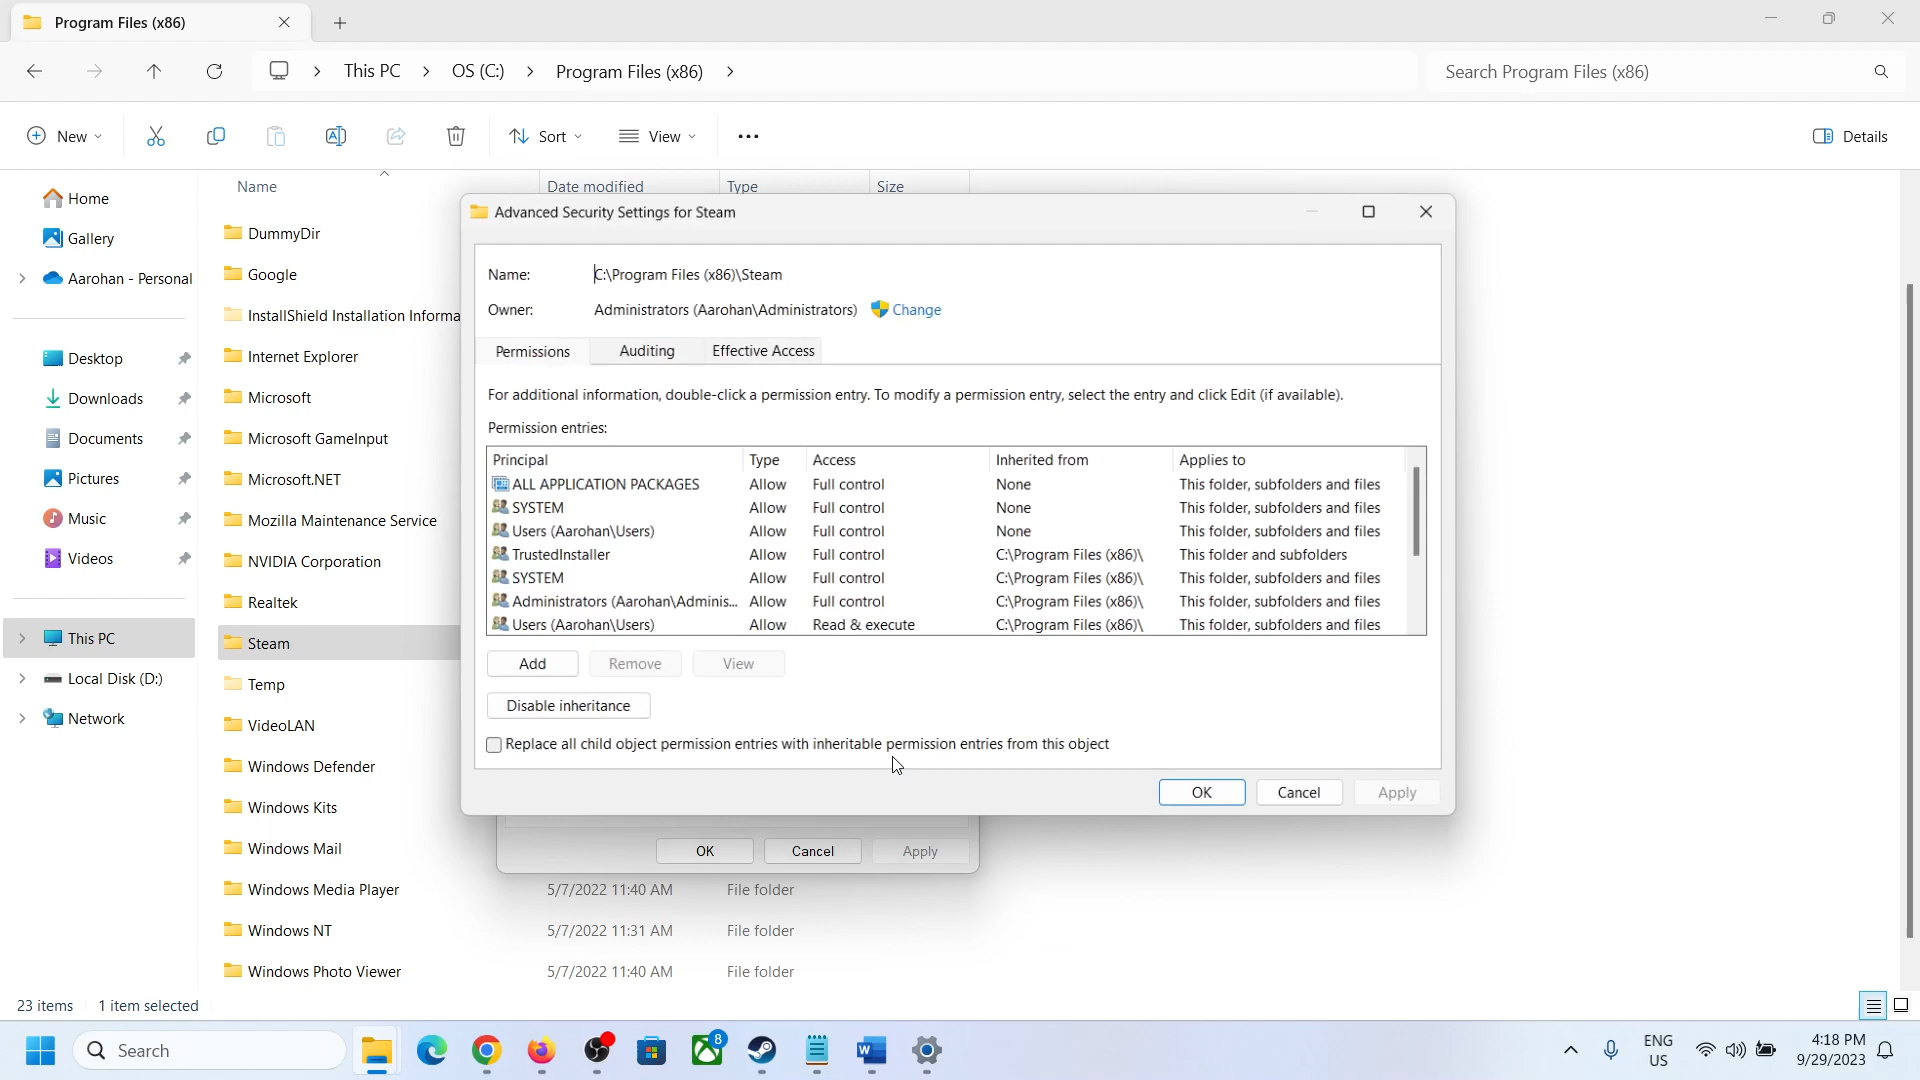 Program Files (x86)
This PC > OS (C:) > Program Files (x86) >
Search Program Files (x86)
New
Sort
View
Details
Name
Date modified
Type
Size
Home
Gallery
Aarohan - Personal
Desktop
Downloads
Documents
Pictures
Music
Videos
This PC
Local Disk (D:)
Network
DummyDir
Google
InstallShield Installation Informa
Internet Explorer
Microsoft
Microsoft GameInput
Microsoft.NET
Mozilla Maintenance Service
NVIDIA Corporation
Realtek
Steam
Temp
VideoLAN
Windows Defender
Windows Kits
Windows Mail
Windows Media Player 5/7/2022 11:40 AM File folder
Windows NT 5/7/2022 11:31 AM File folder
Windows Photo Viewer 5/7/2022 11:40 AM File folder
Advanced Security Settings for Steam
Name: C:\Program Files (x86)\Steam
Owner: Administrators (Aarohan\Administrators) Change
Permissions Auditing Effective Access
For additional information, double-click a permission entry. To modify a permission entry, select the entry and click Edit (if available).
Permission entries:
Principal Type Access Inherited from Applies to
ALL APPLICATION PACKAGES Allow Full control None This folder, subfolders and files
SYSTEM Allow Full control None This folder, subfolders and files
Users (Aarohan\Users) Allow Full control None This folder, subfolders and files
TrustedInstaller Allow Full control C:\Program Files (x86)\ This folder and subfolders
SYSTEM Allow Full control C:\Program Files (x86)\ This folder, subfolders and files
Administrators (Aarohan\Adminis... Allow Full control C:\Program Files (x86)\ This folder, subfolders and files
Users (Aarohan\Users) Allow Read & execute C:\Program Files (x86)\ This folder, subfolders and files
Add Remove View
Disable inheritance
Replace all child object permission entries with inheritable permission entries from this object
OK Cancel Apply
OK Cancel Apply
23 items 1 item selected
Search
8
ENG
US
4:18 PM
9/29/2023